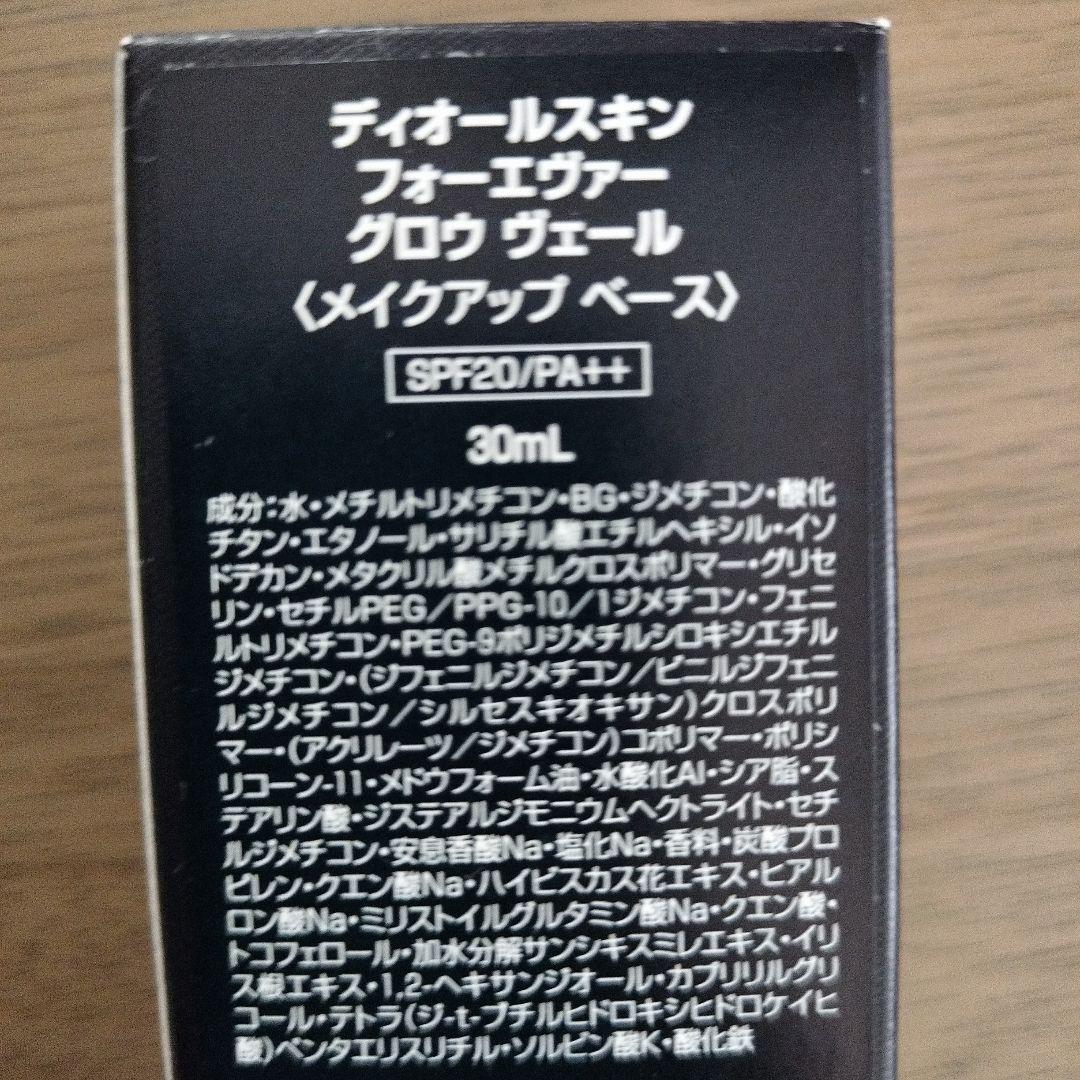 ディオールスキン
フォーエヴァー
グロウ ヴェール
〈メイクアップ ベース〉
SPF20/PA++
30mL
成分：水・メチルトリメチコン・BG・ジメチコン・酸化
チタン・エタノール・サリチル酸エチルヘキシル・イソ
ドデカン・メタクリル酸メチルクロスポリマー・グリセ
リン・セチルPEG／PPG-10／1ジメチコン・フェニ
ルトリメチコン・PEG-9ポリジメチルシロキシエチル
ジメチコン・(ジフェニルジメチコン／ビニルジフェニ
ルジメチコン／シルセスキオキサン)クロスポリ
マー・(アクリレーツ／ジメチコン)コポリマー・ポリシ
リコーン-11・メドウフォーム油・水酸化Al・シア脂・ス
テアリン酸・ジステアルジモニウムヘクトライト・セチ
ルジメチコン・安息香酸Na・塩化Na・香料・炭酸プロ
ピレン・クエン酸Na・ハイビスカス花エキス・ヒアル
ロン酸Na・ミリストイルグルタミン酸Na・クエン酸・
トコフェロール・加水分解サンシキスミレエキス・イリ
ス根エキス・1,2-ヘキサンジオール・カプリリルグリ
コール・テトラ(ジ-t-ブチルヒドロキシヒドロケイヒ
酸)ペンタエリスリチル・ソルビン酸K・酸化鉄